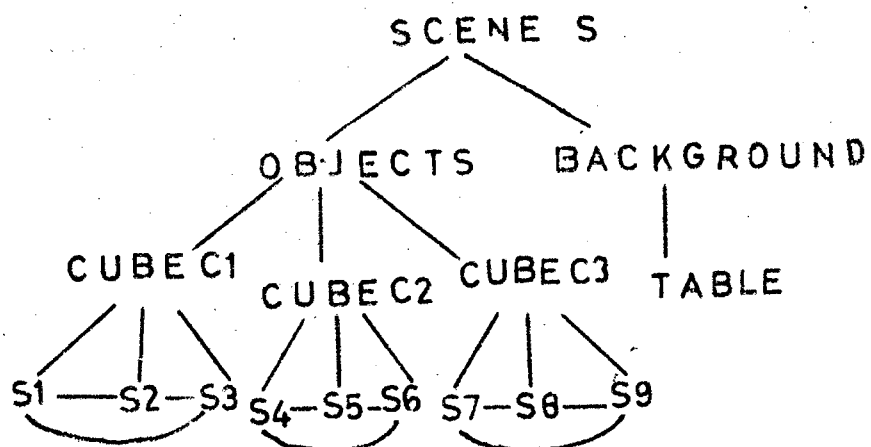 SCENE S
OBJECTS BACKGROUND
CUBE C1 CUBE C2 CUBE C3 TABLE
S1 S2 S3 S4 S5 S6 S7 S8 S9